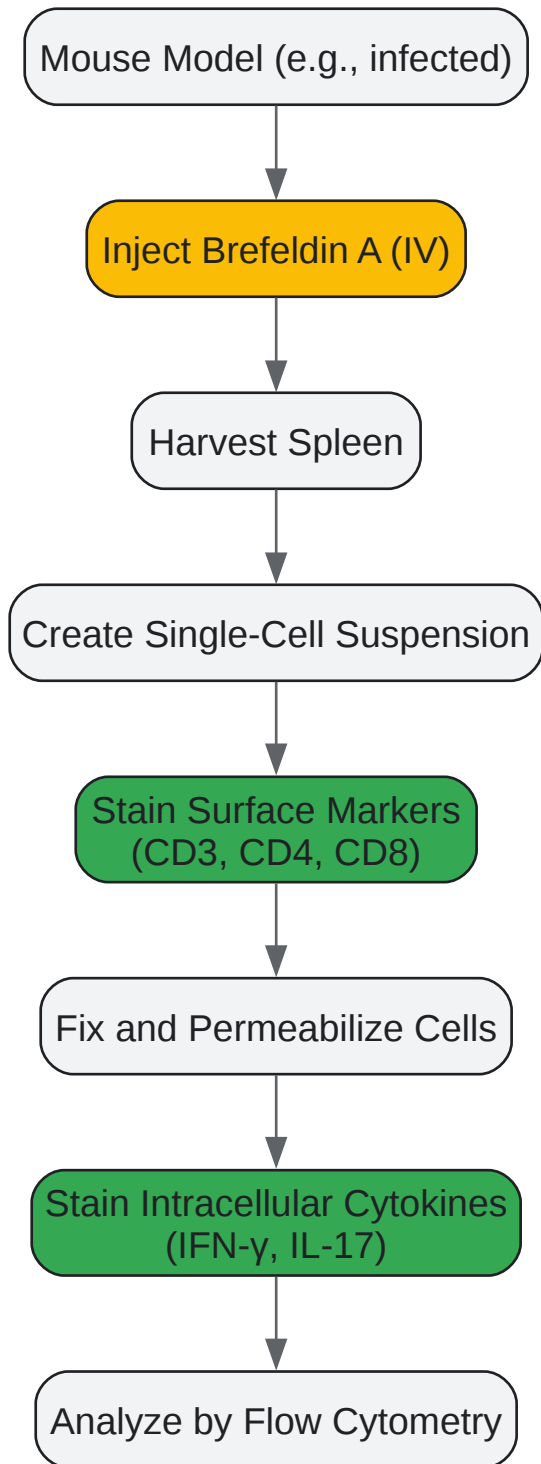 Mouse Model (e.g., infected)
Inject Brefeldin A (IV)
Harvest Spleen
Create Single-Cell Suspension
Stain Surface Markers
(CD3, CD4, CD8)
Fix and Permeabilize Cells
Stain Intracellular Cytokines
(IFN-γ, IL-17)
Analyze by Flow Cytometry